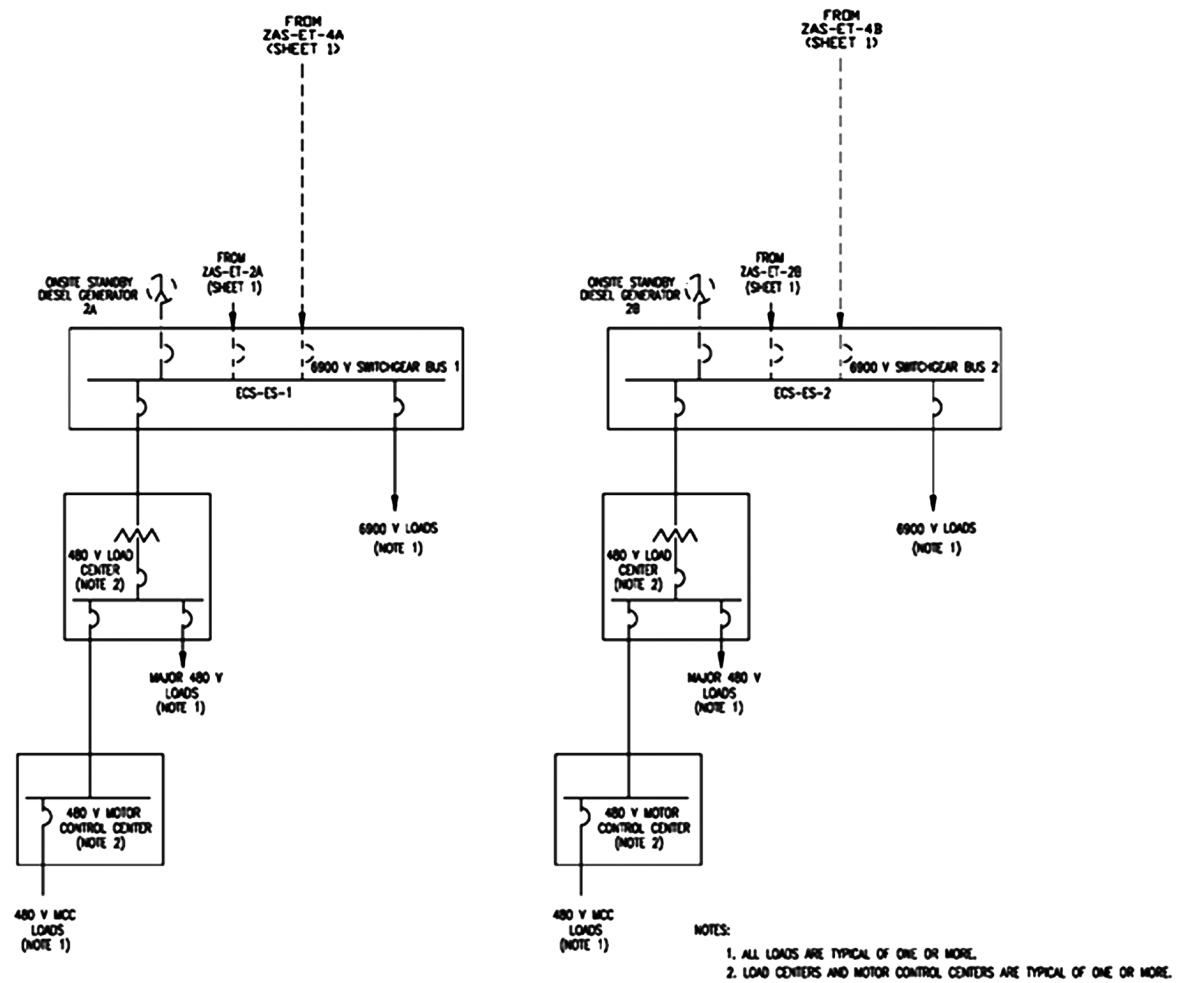 FROM
ZAS-ET-4A
(SHEET 1)
FROM
ZAS-ET-4B
(SHEET 1)
ONSITE STANDBY
DIESEL GENERATOR
2A
FROM
ZAS-ET-2A
(SHEET 1)
6900 V SWITCHGEAR BUS 1
ECS-ES-1
ONSITE STANDBY
DIESEL GENERATOR
2B
FROM
ZAS-ET-2B
(SHEET 1)
6900 V SWITCHGEAR BUS 2
ECS-ES-2
6900 V LOADS
(NOTE 1)
480 V LOAD
CENTER
(NOTE 2)
6900 V LOADS
(NOTE 1)
480 V LOAD
CENTER
(NOTE 2)
MAJOR 480 V
LOADS
(NOTE 1)
MAJOR 480 V
LOADS
(NOTE 1)
480 V MOTOR
CONTROL CENTER
(NOTE 2)
480 V MOTOR
CONTROL CENTER
(NOTE 2)
480 V MCC
LOADS
(NOTE 1)
480 V MCC
LOADS
(NOTE 1)
NOTES:
1. ALL LOADS ARE TYPICAL OF ONE OR MORE.
2. LOAD CENTERS AND MOTOR CONTROL CENTERS ARE TYPICAL OF ONE OR MORE.